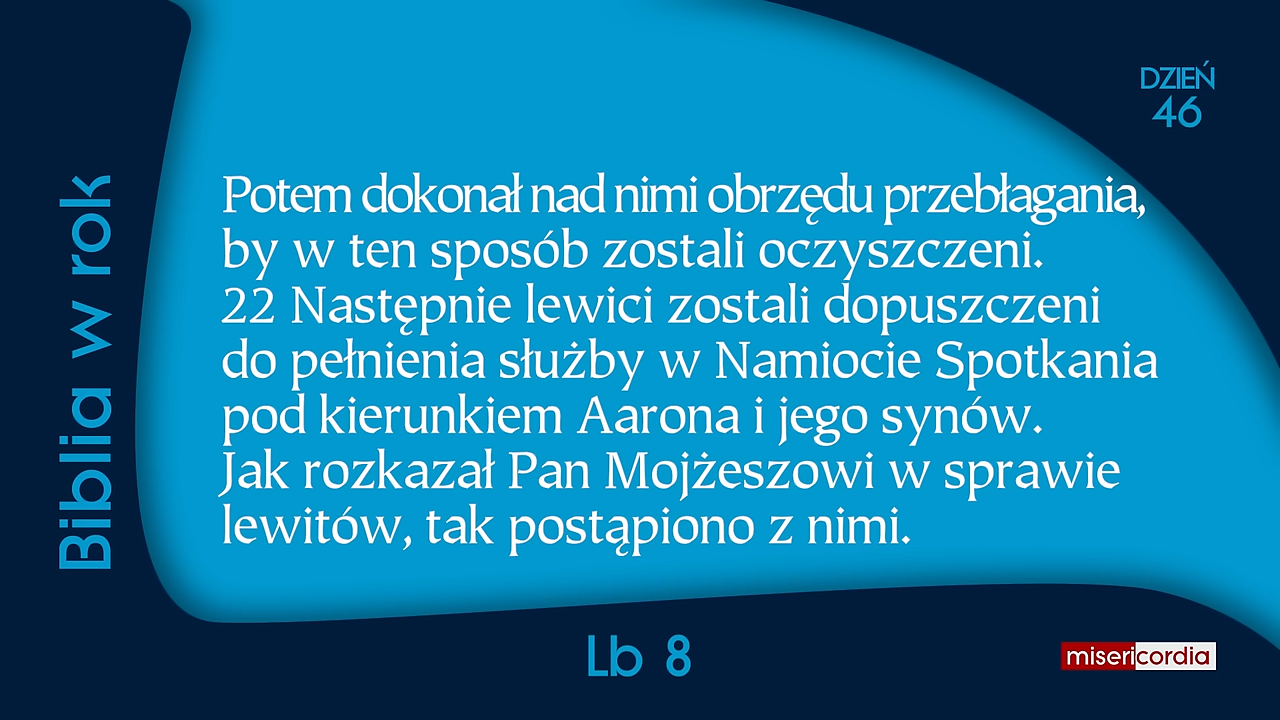 DZIEŃ
46
Biblia w rok
Potem dokonał nad nimi obrzędu przebłagania,
by w ten sposób zostali oczyszczeni.
22 Następnie lewici zostali dopuszczeni
do pełnienia służby w Namiocie Spotkania
pod kierunkiem Aarona i jego synów.
Jak rozkazał Pan Mojżeszowi w sprawie
lewitów, tak postąpiono z nimi.
Lb 8
misericordia